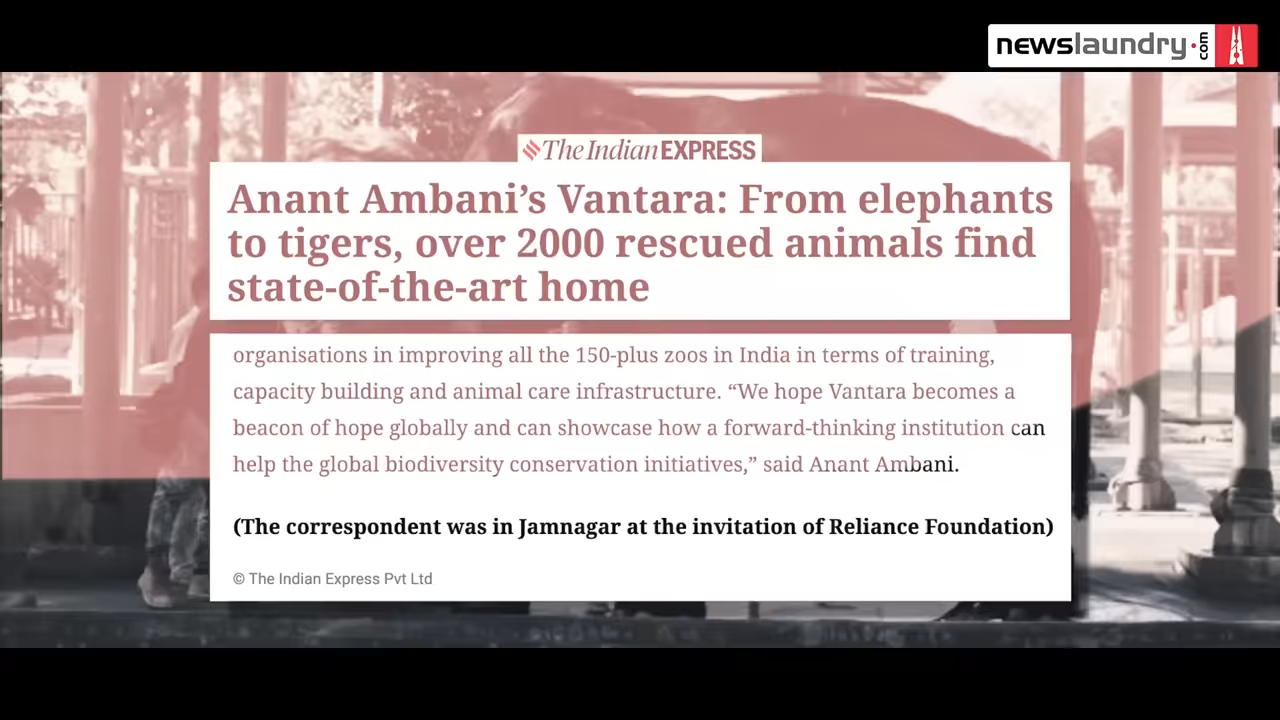 newslaundry.com
The Indian EXPRESS
Anant Ambani’s Vantara: From elephants
to tigers, over 2000 rescued animals find
state-of-the-art home
organisations in improving all the 150-plus zoos in India in terms of training,
capacity building and animal care infrastructure. “We hope Vantara becomes a
beacon of hope globally and can showcase how a forward-thinking institution can
help the global biodiversity conservation initiatives,” said Anant Ambani.
(The correspondent was in Jamnagar at the invitation of Reliance Foundation)
© The Indian Express Pvt Ltd